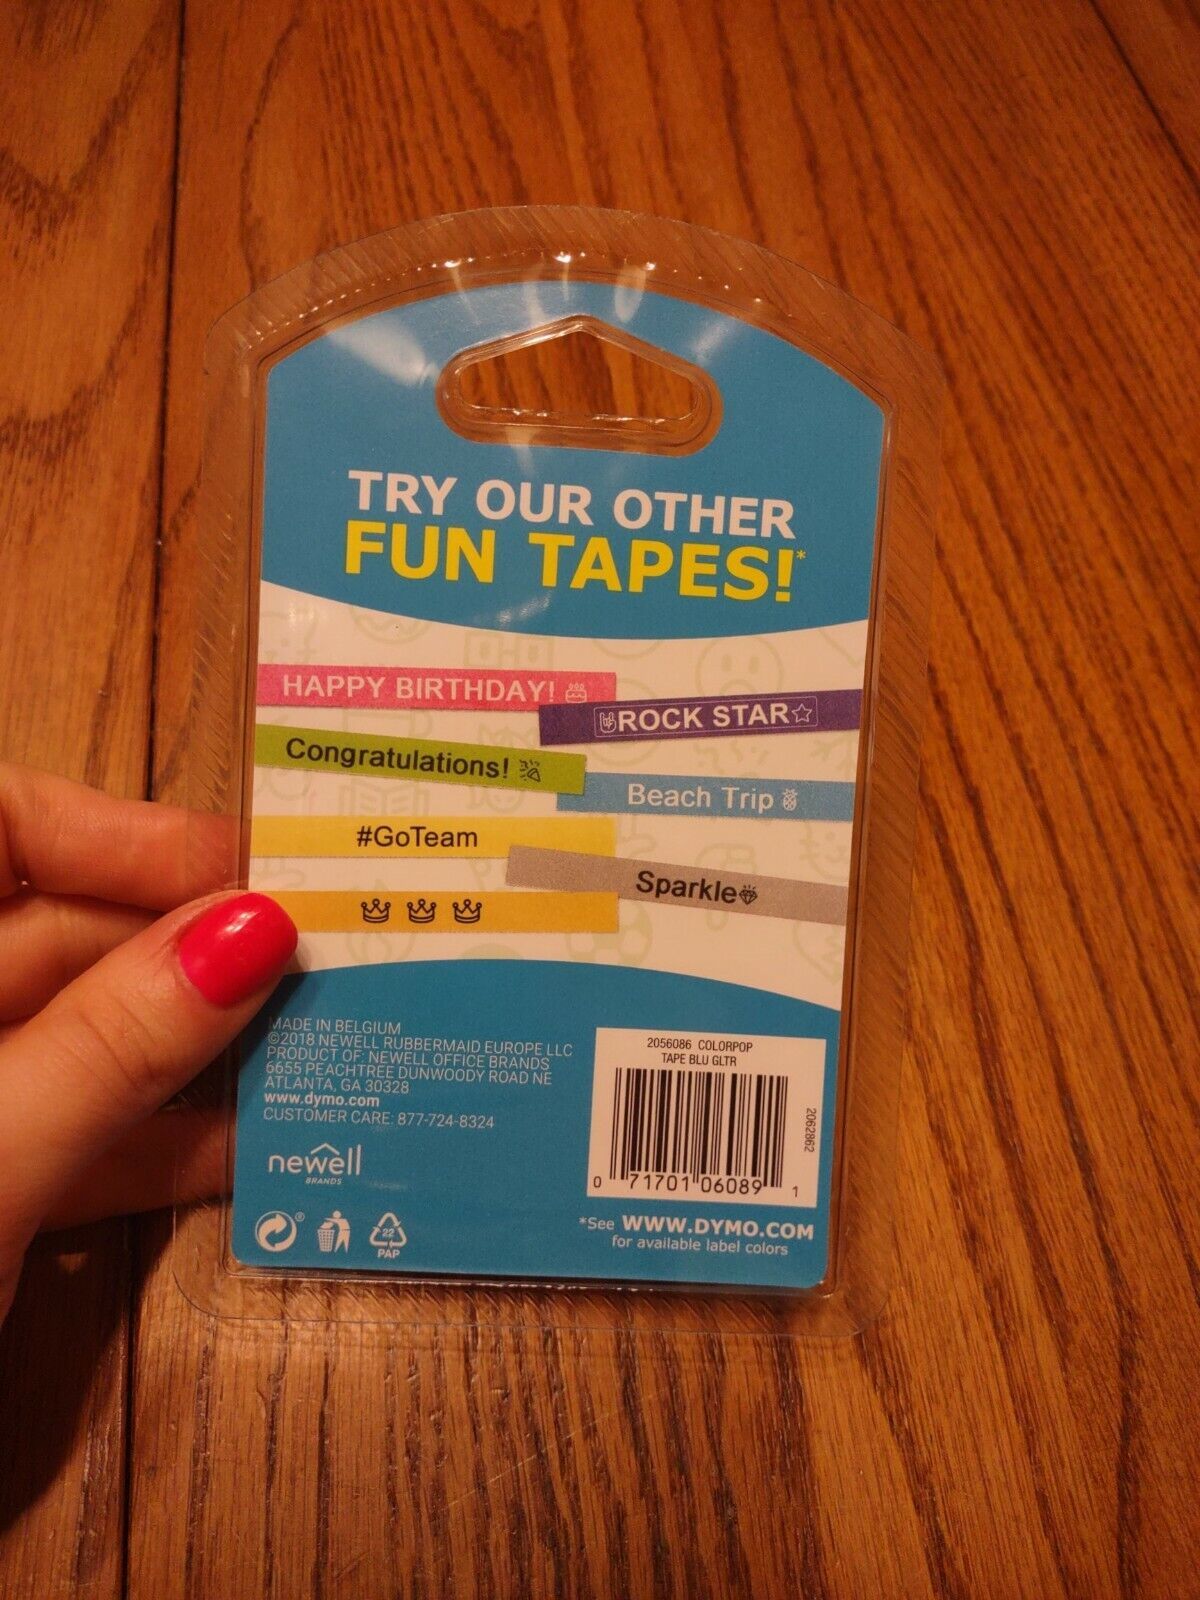 TRY OUR OTHER
FUN TAPES!*
HAPPY BIRTHDAY!
ROCK STAR
Congratulations!
Beach Trip
#GoTeam
Sparkle
MADE IN BELGIUM
©2018 NEWELL RUBBERMAID EUROPE LLC
PRODUCT OF: NEWELL OFFICE BRANDS
6655 PEACHTREE DUNWOODY ROAD NE
ATLANTA, GA 30328
www.dymo.com
CUSTOMER CARE: 877-724-8324
newell
BRANDS
®
22
PAP
2056086 COLORPOP
TAPE BLU GLTR
2062862
0 71701 06089 1
*See WWW.DYMO.COM
for available label colors